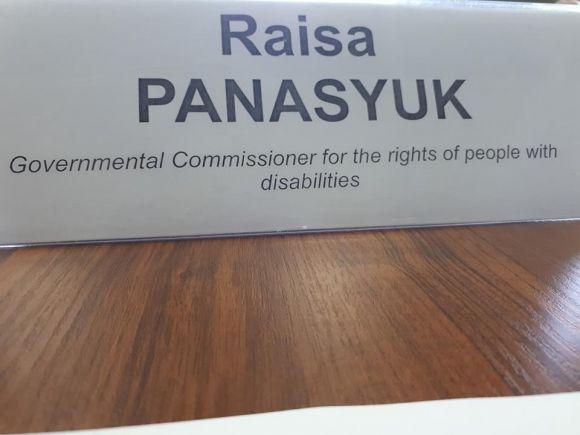 Raisa
PANASYUK
Governmental Commissioner for the rights of people with
disabilities